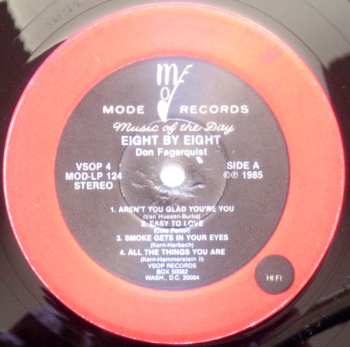 MODE RECORDS
Music of the Day
EIGHT BY EIGHT
Don Fagerquist
VSOP 4
MOD-LP 124
STEREO
SIDE A
℗© 1985
1. AREN'T YOU GLAD YOU'RE YOU
(Van Heusen-Burke)
2. EASY TO LOVE
(Cole Porter)
3. SMOKE GETS IN YOUR EYES
(Kern-Harbach)
4. ALL THE THINGS YOU ARE
(Kern-Hammerstein II)
VSOP RECORDS
BOX
WASH., D.C. 20004
HI FI